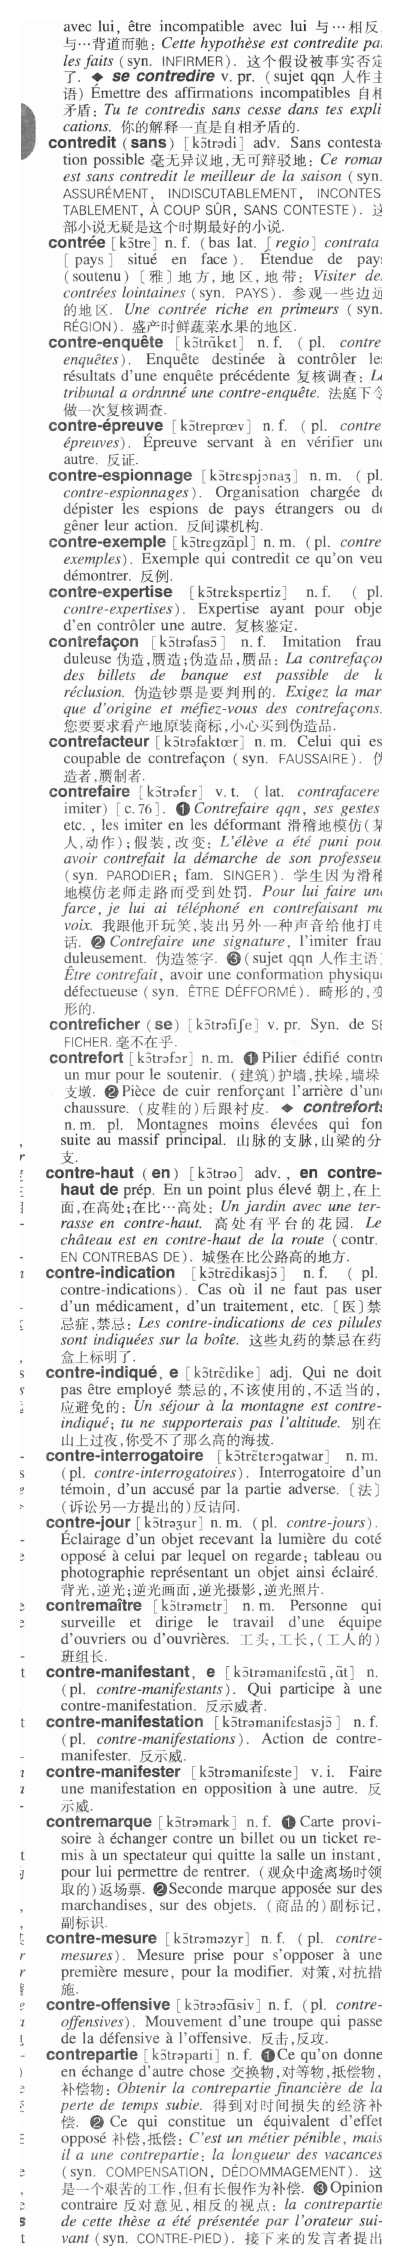 avec lui, être incompatible avec lui 与…相反
与…背道而驰: Cette hypothèse est contredite pa
les faits (syn. INFIRMER). 这个假设被事实否定
了. ◆ se contredire v. pr. (sujet qqn 人作主
语) Émettre des affirmations incompatibles 自相
矛盾: Tu te contredis sans cesse dans tes expli
cations. 你的解释一直是自相矛盾的.
contredit (sans) [kɔ̃trədi] adv. Sans contesta-
tion possible 毫无异议地,无可辩驳地: Ce roman
est sans contredit le meilleur de la saison (syn.
ASSURÉMENT, INDISCUTABLEMENT, INCONTES
TABLEMENT, À COUP SÛR, SANS CONTESTE). 这
部小说无疑是这个时期最好的小说.
contrée [kɔ̃tre] n. f. (bas lat. [regio] contrata
[pays] situé en face). Étendue de pays
(soutenu) [雅] 地方,地区,地带: Visiter de
contrées lointaines (syn. PAYS). 参观一些边远
的地区. Une contrée riche en primeurs (syn.
RÉGION). 盛产时鲜蔬菜水果的地区.
contre-enquête [kɔ̃trɑ̃kɛt] n. f. (pl. contre
enquêtes). Enquête destinée à contrôler les
résultats d'une enquête précédente 复核调查: Le
tribunal a ordnnné une contre-enquête. 法庭下令
做一次复核调查.
contre-épreuve [kɔ̃treprœv] n. f. (pl. contre
épreuves). Épreuve servant à en vérifier une
autre. 反证.
contre-espionnage [kɔ̃trɛspjɔnaʒ] n. m. (pl.
contre-espionnages). Organisation chargée de
dépister les espions de pays étrangers ou de
gêner leur action. 反间谍机构.
contre-exemple [kɔ̃trɛgzɑ̃pl] n. m. (pl. contre
exemples). Exemple qui contredit ce qu'on veu
démontrer. 反例.
contre-expertise [kɔ̃trɛkspɛrtiz] n. f. (pl.
contre-expertises). Expertise ayant pour obje
d'en contrôler une autre. 复核鉴定.
contrefaçon [kɔ̃trəfasɔ̃] n. f. Imitation frau
duleuse 伪造,赝造;伪造品,赝品: La contrefaçon
des billets de banque est passible de la
réclusion. 伪造钞票是要判刑的. Exigez la mar
que d'origine et méfiez-vous des contrefaçons.
您要要求看产地原装商标,小心买到伪造品.
contrefacteur [kɔ̃trəfaktœr] n. m. Celui qui es
coupable de contrefaçon (syn. FAUSSAIRE). 伪
造者,赝制者.
contrefaire [kɔ̃trəfɛr] v. t. (lat. contrafacere
imiter) [c. 76]. ❶ Contrefaire qqn, ses gestes
etc., les imiter en les déformant 滑稽地模仿(某
人,动作);假装,改变: L'élève a été puni pou
avoir contrefait la démarche de son professeu
(syn. PARODIER; fam. SINGER). 学生因为滑稽
地模仿老师走路而受到处罚. Pour lui faire une
farce, je lui ai téléphoné en contrefaisant ma
voix. 我跟他开玩笑,装出另外一种声音给他打电
话. ❷ Contrefaire une signature, l'imiter frau
duleusement. 伪造签字. ❸ (sujet qqn 人作主语)
Être contrefait, avoir une conformation physique
défectueuse (syn. ÊTRE DÉFFORMÉ). 畸形的,变
形的.
contreficher (se) [kɔ̃trəfiʃe] v. pr. Syn. de SE
FICHER. 毫不在乎.
contrefort [kɔ̃trəfɔr] n. m. ❶ Pilier édifié contre
un mur pour le soutenir. (建筑)护墙,扶垛,墙垛
支墩. ❷ Pièce de cuir renforçant l'arrière d'une
chaussure. (皮鞋的)后跟衬皮. ◆ contreforts
n. m. pl. Montagnes moins élevées qui fon
suite au massif principal. 山脉的支脉,山梁的分
支.
contre-haut (en) [kɔ̃trəo] adv., en contre-
haut de prép. En un point plus élevé 朝上,在上
面,在高处;在比…高处: Un jardin avec une ter-
rasse en contre-haut. 高处有平台的花园. Le
château est en contre-haut de la route (contr.
EN CONTREBAS DE). 城堡在比公路高的地方.
contre-indication [kɔ̃trɛ̃dikasjɔ̃] n. f. (pl.
contre-indications). Cas où il ne faut pas user
d'un médicament, d'un traitement, etc. [医] 禁
忌症,禁忌: Les contre-indications de ces pilules
sont indiquées sur la boîte. 这些丸药的禁忌在药
盒上标明了.
contre-indiqué, e [kɔ̃trɛ̃dike] adj. Qui ne doit
pas être employé 禁忌的,不该使用的,不适当的,
应避免的: Un séjour à la montagne est contre-
indiqué; tu ne supporterais pas l'altitude. 别在
山上过夜,你受不了那么高的海拔.
contre-interrogatoire [kɔ̃trɛ̃terɔgatwar] n. m.
(pl. contre-interrogatoires). Interrogatoire d'un
témoin, d'un accusé par la partie adverse. [法]
(诉讼另一方提出的)反诘问.
contre-jour [kɔ̃trəʒur] n. m. (pl. contre-jours).
Éclairage d'un objet recevant la lumière du coté
opposé à celui par lequel on regarde; tableau ou
photographie représentant un objet ainsi éclairé.
背光,逆光;逆光画面,逆光摄影,逆光照片.
contremaître [kɔ̃trəmɛtr] n. m. Personne qui
surveille et dirige le travail d'une équipe
d'ouvriers ou d'ouvrières. 工头,工长,(工人的)
班组长.
contre-manifestant, e [kɔ̃trəmanifɛstɑ̃,ɑ̃t] n.
(pl. contre-manifestants). Qui participe à une
contre-manifestation. 反示威者.
contre-manifestation [kɔ̃trəmanifɛstasjɔ̃] n. f.
(pl. contre-manifestations). Action de contre-
manifester. 反示威.
contre-manifester [kɔ̃trəmanifɛste] v. i. Faire
une manifestation en opposition à une autre. 反
示威.
contremarque [kɔ̃trəmark] n. f. ❶ Carte provi-
soire à échanger contre un billet ou un ticket re-
mis à un spectateur qui quitte la salle un instant,
pour lui permettre de rentrer. (观众中途离场时领
取的)返场票. ❷ Seconde marque apposée sur des
marchandises, sur des objets. (商品的)副标记,
副标识.
contre-mesure [kɔ̃trəməzyr] n. f. (pl. contre-
mesures). Mesure prise pour s'opposer à une
première mesure, pour la modifier. 对策,对抗措
施.
contre-offensive [kɔ̃trəɔfɑ̃siv] n. f. (pl. contre-
offensives). Mouvement d'une troupe qui passe
de la défensive à l'offensive. 反击,反攻.
contrepartie [kɔ̃trəparti] n. f. ❶ Ce qu'on donne
en échange d'autre chose 交换物,对等物,抵偿物,
补偿物: Obtenir la contrepartie financière de la
perte de temps subie. 得到对时间损失的经济补
偿. ❷ Ce qui constitue un équivalent d'effet
opposé 补偿,抵偿: C'est un métier pénible, mais
il a une contrepartie: la longueur des vacances
(syn. COMPENSATION, DÉDOMMAGEMENT). 这
是一个艰苦的工作,但有长假作为补偿. ❸ Opinion
contraire 反对意见,相反的视点: la contrepartie
de cette thèse a été présentée par l'orateur sui-
vant (syn. CONTRE-PIED). 接下来的发言者提出